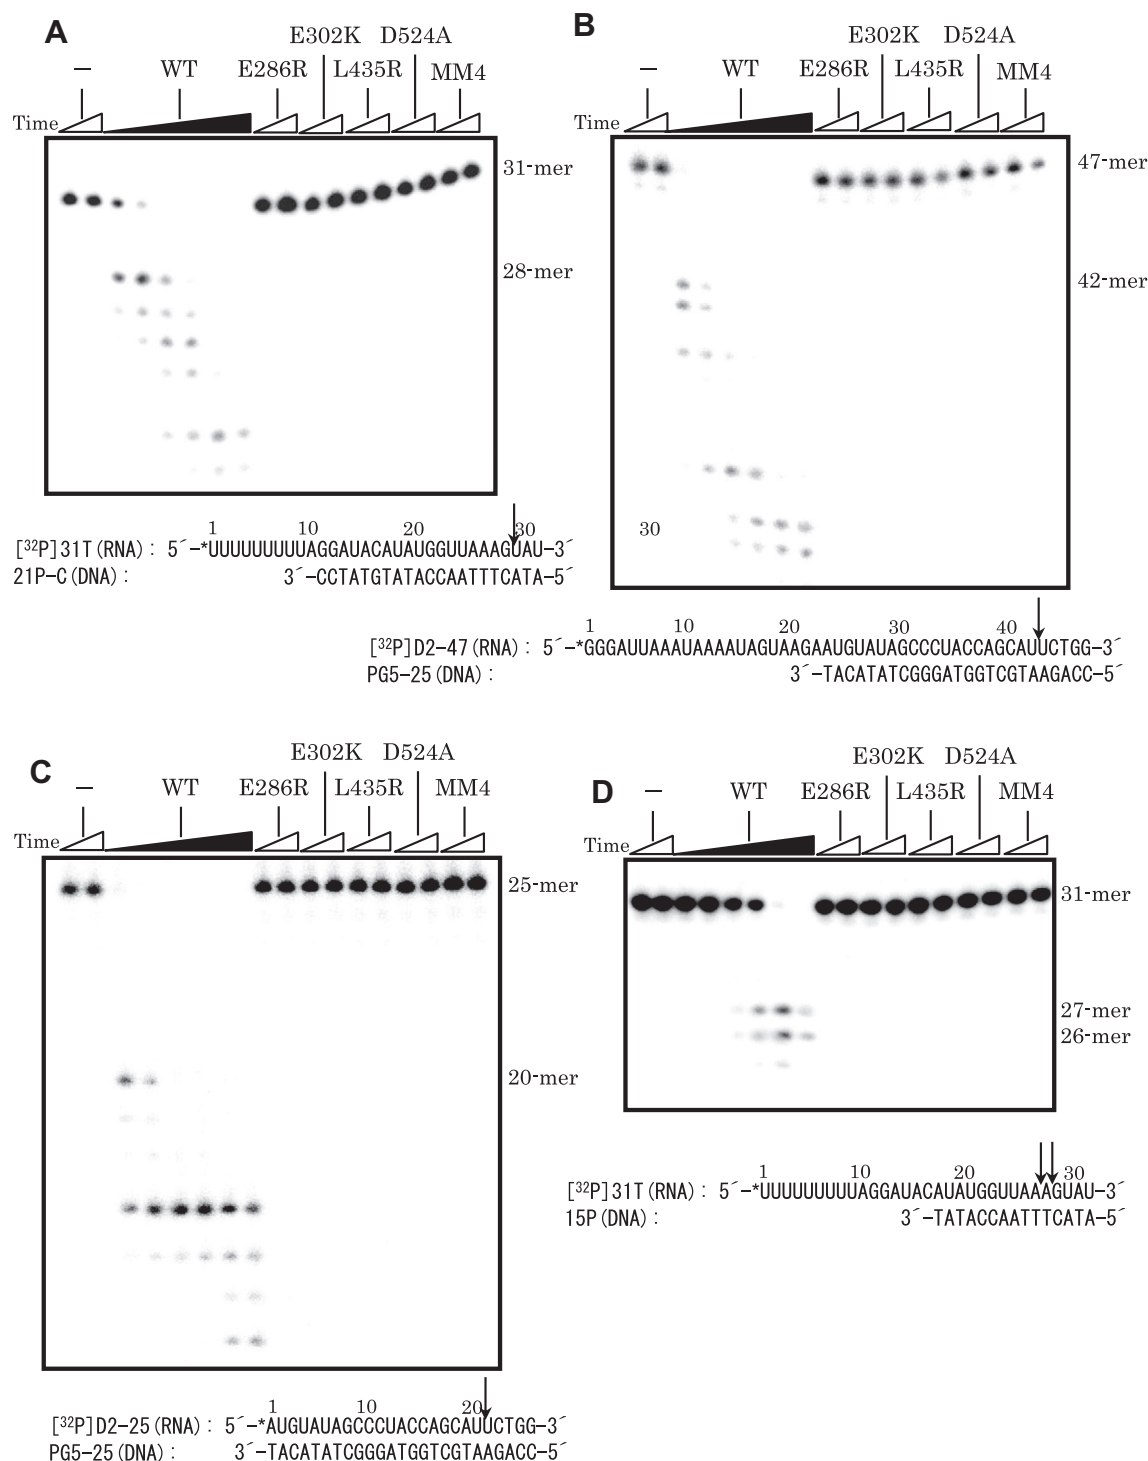 A
E302K D524A
— WT E286R L435R MM4
Time
31-mer
28-mer
1 10 20 30
[³²P]31T(RNA): 5´-*UUUUUUUUUAGGAUACAUAUGGUUAAAGUAU-3´
21P-C(DNA): 3´-CCTATGTATACCAATTTCATA-5´
B
E302K D524A
— WT E286R L435R MM4
Time
47-mer
42-mer
30
1 10 20 30 40
[³²P]D2-47(RNA): 5´-*GGGAUUAAAUAAAAUAGUAAGAAUGUAUAGCCCUACCAGCAUUCTGG-3´
PG5-25(DNA): 3´-TACATATCGGGATGGTCGTAAGACC-5´
C
E302K D524A
— WT E286R L435R MM4
Time
25-mer
20-mer
1 10 20
[³²P]D2-25(RNA): 5´-*AUGUAUAGCCCUACCAGCAUUCTGG-3´
PG5-25(DNA): 3´-TACATATCGGGATGGTCGTAAGACC-5´
D
E302K D524A
— WT E286R L435R MM4
Time
31-mer
27-mer
26-mer
1 10 20 30
[³²P]31T(RNA): 5´-*UUUUUUUUUAGGAUACAUAUGGUUAAAGUAU-3´
15P(DNA): 3´-TATACCAATTTCATA-5´